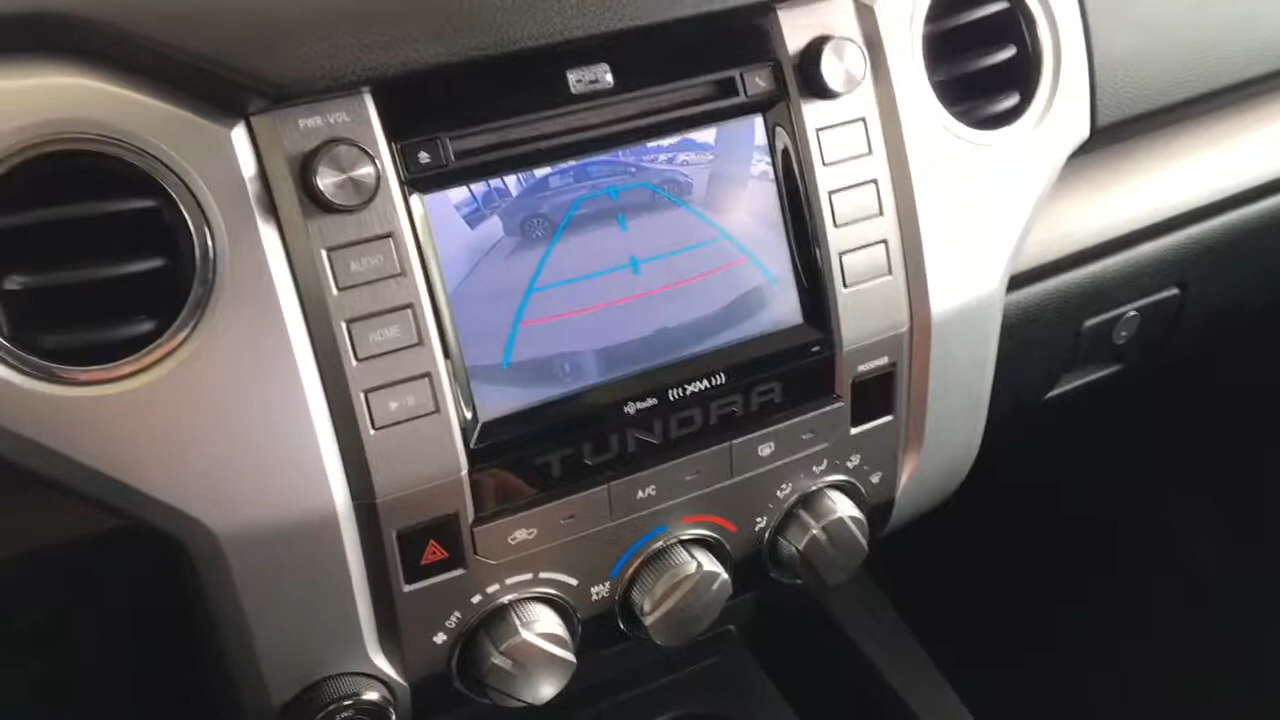 PWR•VOL
AUDIO
HOME
HD Radio
((( XM )))
TUNDRA
PASSENGER
A/C
MAX
A/C
OFF